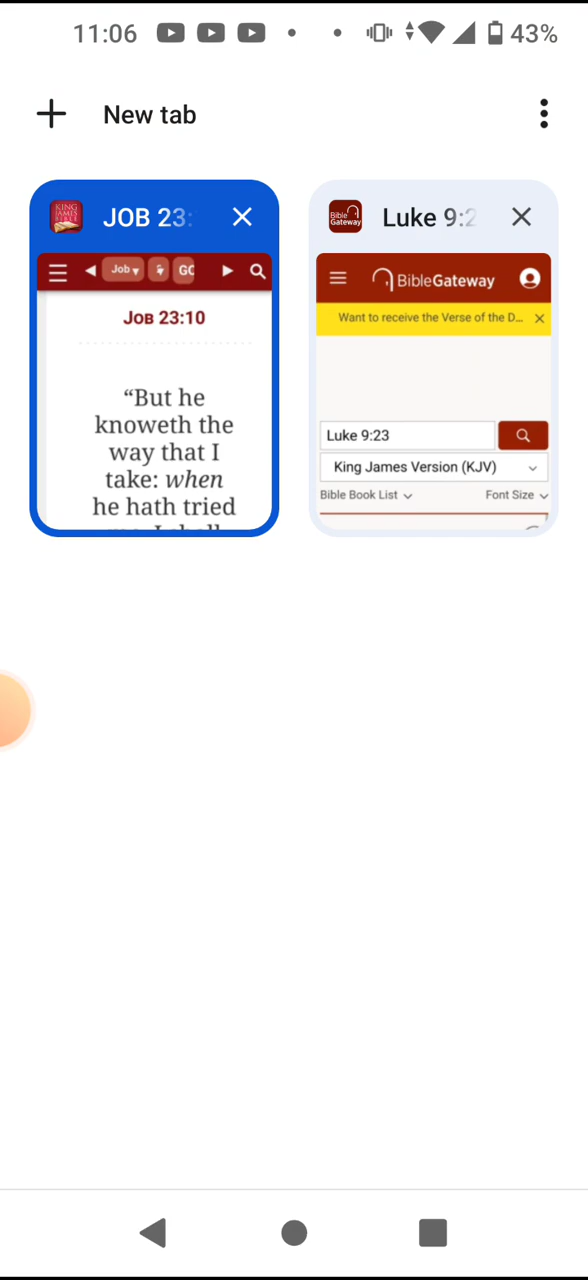 11:06 43%
New tab
JOB 23:
Job GO
JOB 23:10
“But he
knoweth the
way that I
take: when
he hath tried
Luke 9:2
Bible Gateway
BibleGateway
Want to receive the Verse of the D...
Luke 9:23
King James Version (KJV)
Bible Book List Font Size